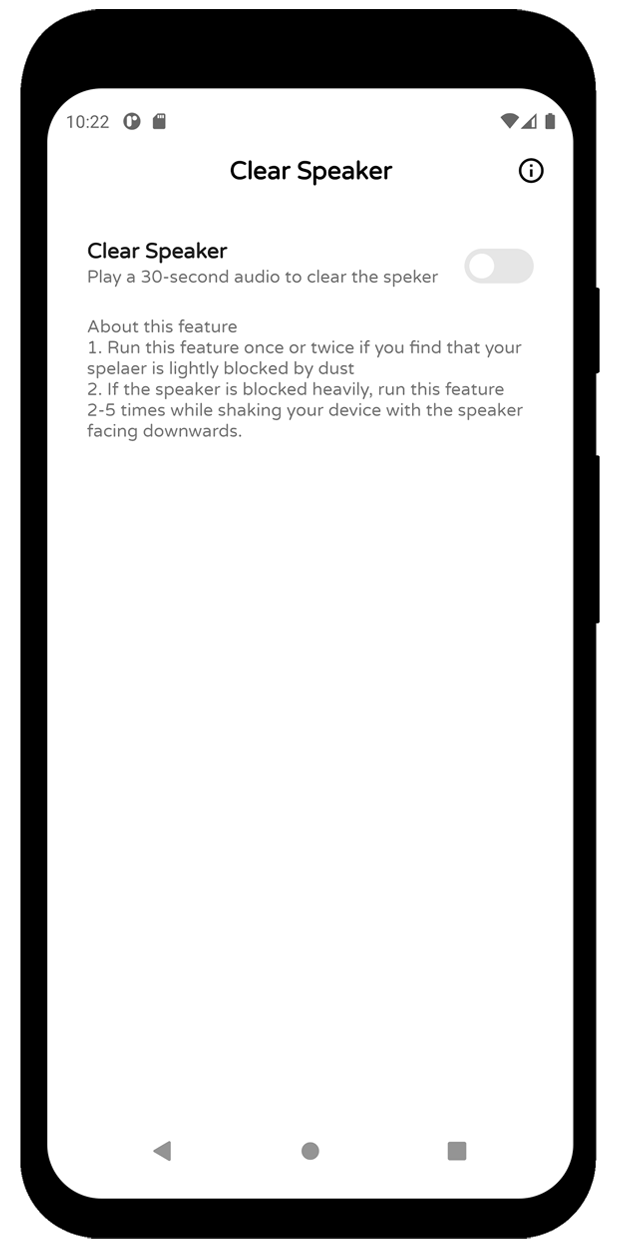 10:22
Clear Speaker
Clear Speaker
Play a 30-second audio to clear the speker
About this feature
1. Run this feature once or twice if you find that your
spelaer is lightly blocked by dust
2. If the speaker is blocked heavily, run this feature
2-5 times while shaking your device with the speaker
facing downwards.